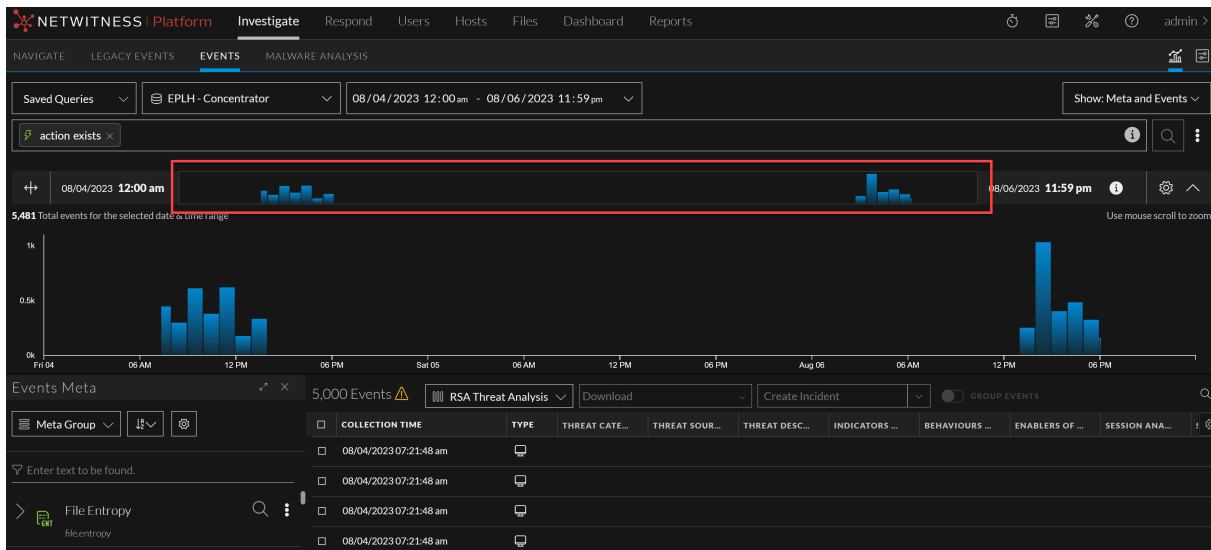 NETWITNESS | Platform Investigate Respond Users Hosts Files Dashboard Reports admin >
NAVIGATE LEGACY EVENTS EVENTS MALWARE ANALYSIS
Saved Queries EPLH - Concentrator 08/04/2023 12:00 am - 08/06/2023 11:59 pm Show: Meta and Events
action exists ×
08/04/2023 12:00 am 08/06/2023 11:59 pm
5,481 Total events for the selected date & time range Use mouse scroll to zoom
1k
0.5k
0k
Fri 04 06 AM 12 PM 06 PM Sat 05 06 AM 12 PM 06 PM Aug 06 06 AM 12 PM 06 PM
Events Meta
5,000 Events RSA Threat Analysis Download Create Incident GROUP EVENTS
Meta Group
COLLECTION TIME TYPE THREAT CATE... THREAT SOUR... THREAT DESC... INDICATORS ... BEHAVIOURS ... ENABLERS OF ... SESSION ANA...
08/04/2023 07:21:48 am
Enter text to be found.
08/04/2023 07:21:48 am
File Entropy
ENT
08/04/2023 07:21:48 am
file.entropy
08/04/2023 07:21:48 am